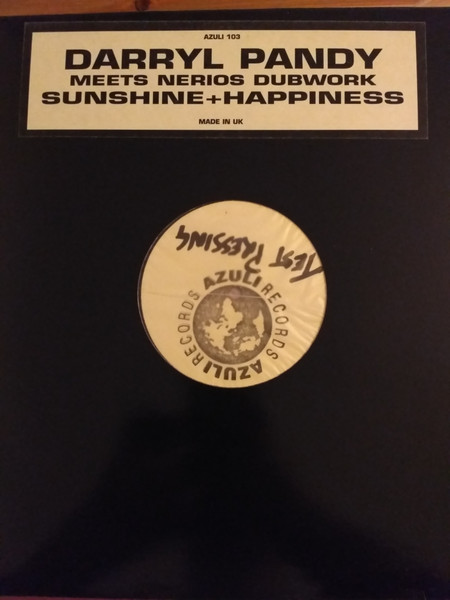 AZULI 103
DARRYL PANDY
MEETS NERIOS DUBWORK
SUNSHINE+HAPPINESS
MADE IN UK
TEST PRESSING
AZULI RECORDS
AZULI RECORDS